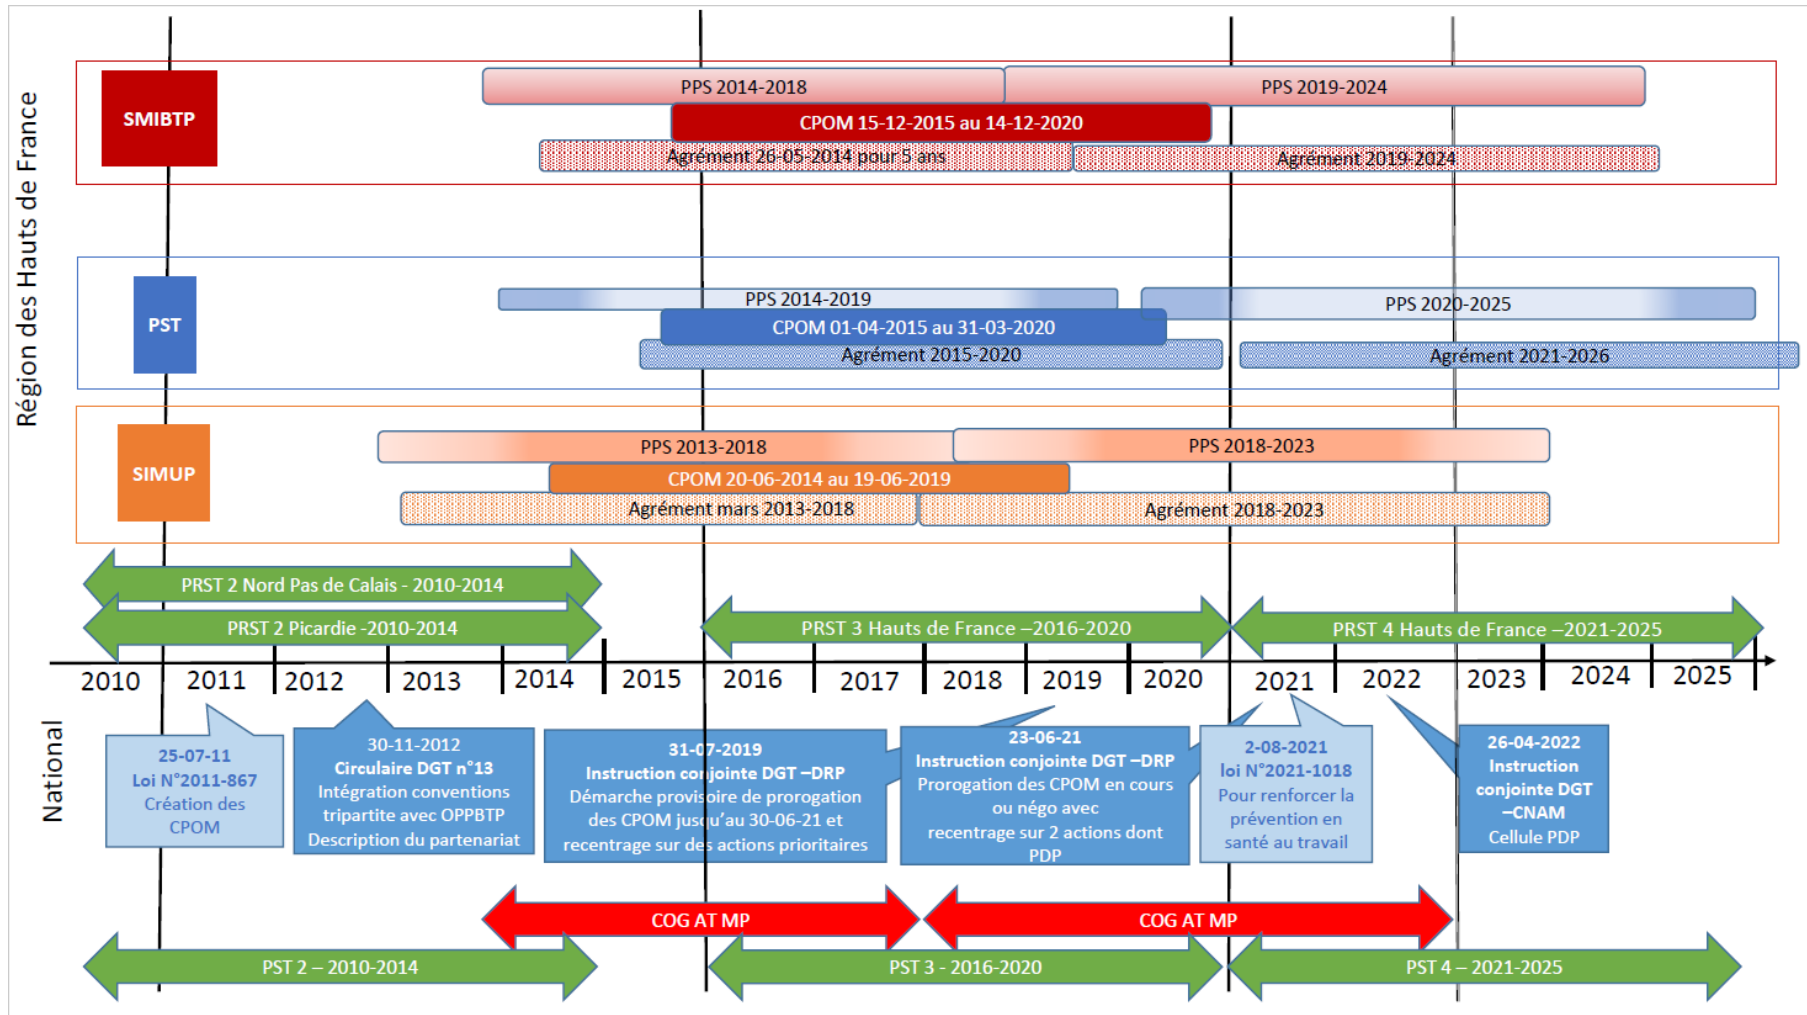 Région des Hauts de France
SMIBTP
PPS 2014-2018
PPS 2019-2024
CPOM 15-12-2015 au 14-12-2020
Agrément 26-05-2014 pour 5 ans
Agrément 2019-2024
PST
PPS 2014-2019
PPS 2020-2025
CPOM 01-04-2015 au 31-03-2020
Agrément 2015-2020
Agrément 2021-2026
SIMUP
PPS 2013-2018
PPS 2018-2023
CPOM 20-06-2014 au 19-06-2019
Agrément mars 2013-2018
Agrément 2018-2023
PRST 2 Nord Pas de Calais - 2010-2014
PRST 2 Picardie -2010-2014
PRST 3 Hauts de France –2016-2020
PRST 4 Hauts de France –2021-2025
2010 2011 2012 2013 2014 2015 2016 2017 2018 2019 2020 2021 2022 2023 2024 2025
National
25-07-11
Loi N°2011-867
Création des
CPOM
30-11-2012
Circulaire DGT n°13
Intégration conventions
tripartite avec OPPBTP
Description du partenariat
31-07-2019
Instruction conjointe DGT –DRP
Démarche provisoire de prorogation
des CPOM jusqu'au 30-06-21 et
recentrage sur des actions prioritaires
23-06-21
Instruction conjointe DGT –DRP
Prorogation des CPOM en cours
ou négo avec
recentrage sur 2 actions dont
PDP
2-08-2021
loi N°2021-1018
Pour renforcer la
prévention en
santé au travail
26-04-2022
Instruction
conjointe DGT
–CNAM
Cellule PDP
COG AT MP
COG AT MP
PST 2 – 2010-2014
PST 3 - 2016-2020
PST 4 – 2021-2025